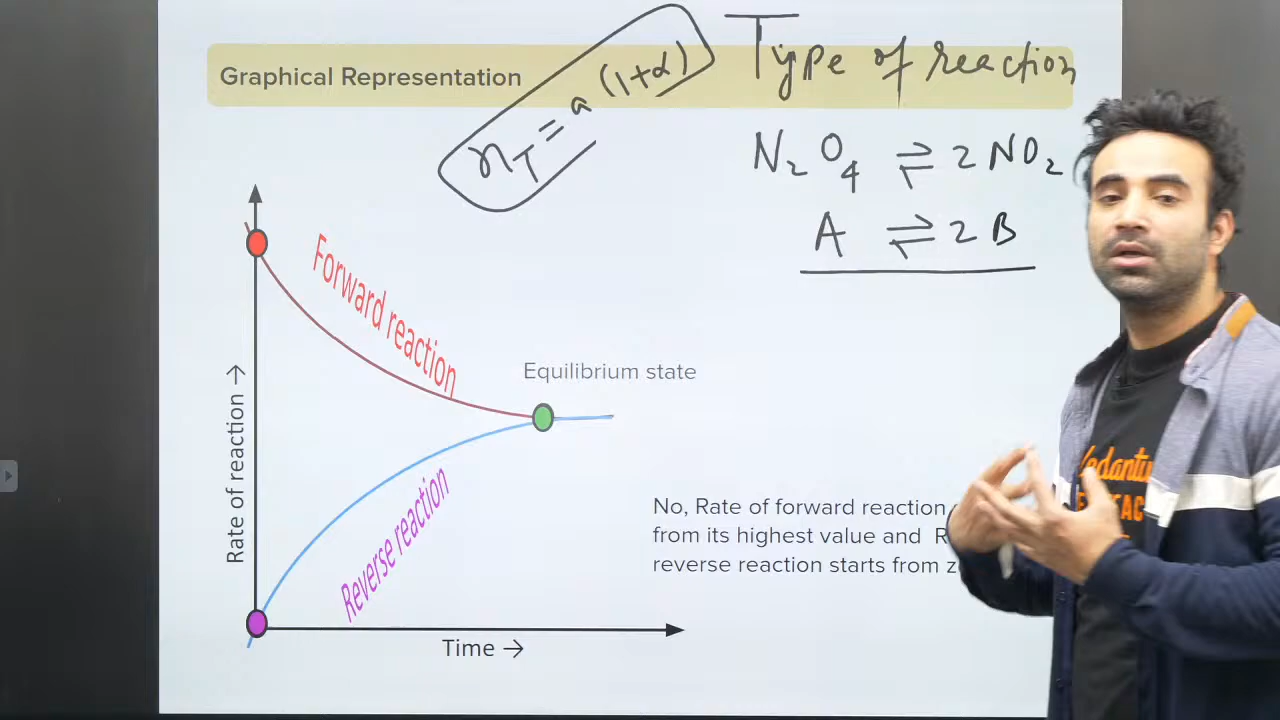 Graphical Representation
n_T = a (1+α)
Type of reaction
N₂O₄ ⇌ 2NO₂
A ⇌ 2B
Forward reaction
Equilibrium state
Rate of reaction →
Reverse reaction
No, Rate of forward reaction
from its highest value and R
reverse reaction starts from z
Time →